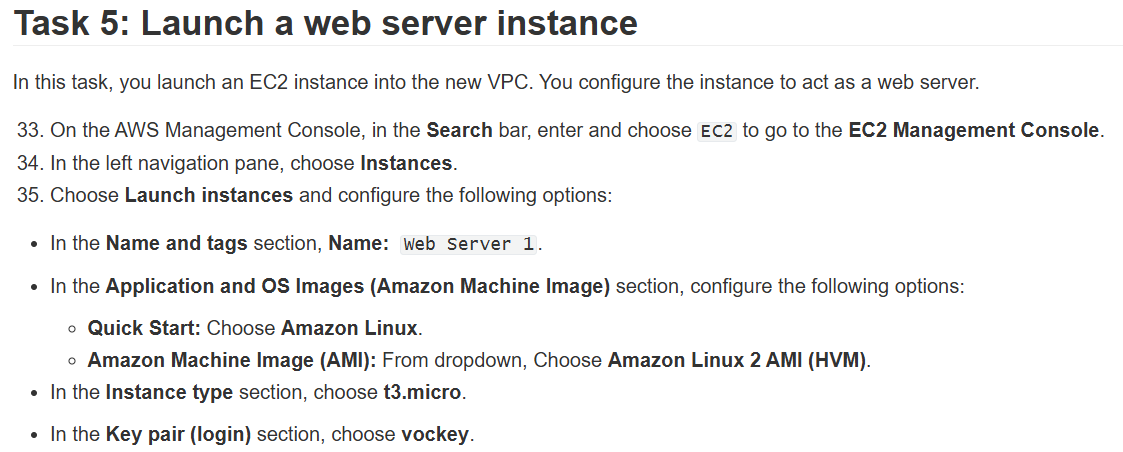 Task 5: Launch a web server instance
In this task, you launch an EC2 instance into the new VPC. You configure the instance to act as a web server.
33. On the AWS Management Console, in the Search bar, enter and choose EC2 to go to the EC2 Management Console.
34. In the left navigation pane, choose Instances.
35. Choose Launch instances and configure the following options:
• In the Name and tags section, Name: Web Server 1.
• In the Application and OS Images (Amazon Machine Image) section, configure the following options:
◦ Quick Start: Choose Amazon Linux.
◦ Amazon Machine Image (AMI): From dropdown, Choose Amazon Linux 2 AMI (HVM).
• In the Instance type section, choose t3.micro.
• In the Key pair (login) section, choose vockey.